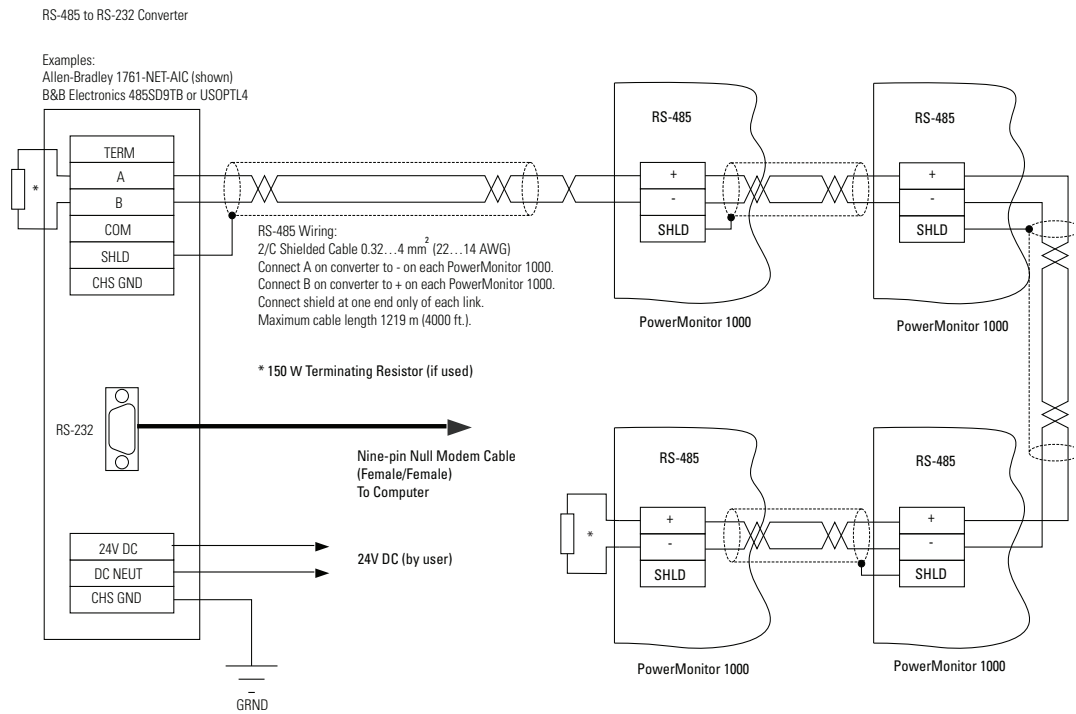 RS-485 to RS-232 Converter
Examples:
Allen-Bradley 1761-NET-AIC (shown)
B&B Electronics 485SD9TB or USOPTL4
TERM
A
B
COM
SHLD
CHS GND
*
RS-485 Wiring:
2/C Shielded Cable 0.32…4 mm² (22…14 AWG)
Connect A on converter to - on each PowerMonitor 1000.
Connect B on converter to + on each PowerMonitor 1000.
Connect shield at one end only of each link.
Maximum cable length 1219 m (4000 ft.).
* 150 W Terminating Resistor (if used)
RS-485
+
-
SHLD
PowerMonitor 1000
RS-485
+
-
SHLD
PowerMonitor 1000
RS-232
Nine-pin Null Modem Cable
(Female/Female)
To Computer
24V DC
DC NEUT
CHS GND
24V DC (by user)
GRND
RS-485
*
+
-
SHLD
PowerMonitor 1000
RS-485
+
-
SHLD
PowerMonitor 1000